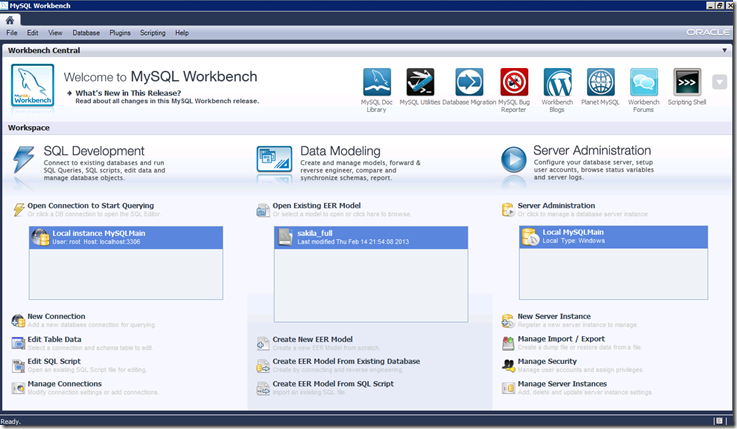 MySQL Workbench
File Edit View Database Plugins Scripting Help
ORACLE
Workbench Central
MySQL
Workbench
Welcome to MySQL Workbench
What's New in This Release?
Read about all changes in this MySQL Workbench release.
MySQL Doc
Library
MySQL Utilities
Database Migration
MySQL Bug
Reporter
Workbench
Blogs
Planet MySQL
Workbench
Forums
Scripting Shell
Workspace
SQL Development
Connect to existing databases and run
SQL Queries, SQL scripts, edit data and
manage database objects.
Open Connection to Start Querying
Or click a DB connection to open the SQL Editor.
Local instance MySQLMain
User: root Host: localhost:3306
New Connection
Add a new database connection for querying.
Edit Table Data
Select a connection and schema table to edit.
Edit SQL Script
Open an existing SQL Script file for editing.
Manage Connections
Modify connection settings or add connections.
Data Modeling
Create and manage models, forward &
reverse engineer, compare and
synchronize schemas, report.
Open Existing EER Model
Or select a model to open or click here to browse.
sakila_full
Last modified Thu Feb 14 21:54:08 2013
Create New EER Model
Create a new EER Model from scratch.
Create EER Model From Existing Database
Create by connecting and reverse engineering.
Create EER Model From SQL Script
Import an existing SQL file.
Server Administration
Configure your database server, setup
user accounts, browse status variables
and server logs.
Server Administration
Or click to manage a database server instance.
Local MySQLMain
Local Type: Windows
New Server Instance
Register a new server instance to manage.
Manage Import / Export
Create a dump file or restore data from a file.
Manage Security
Manage user accounts and assign privileges.
Manage Server Instances
Add, delete and update server instance settings.
Ready.